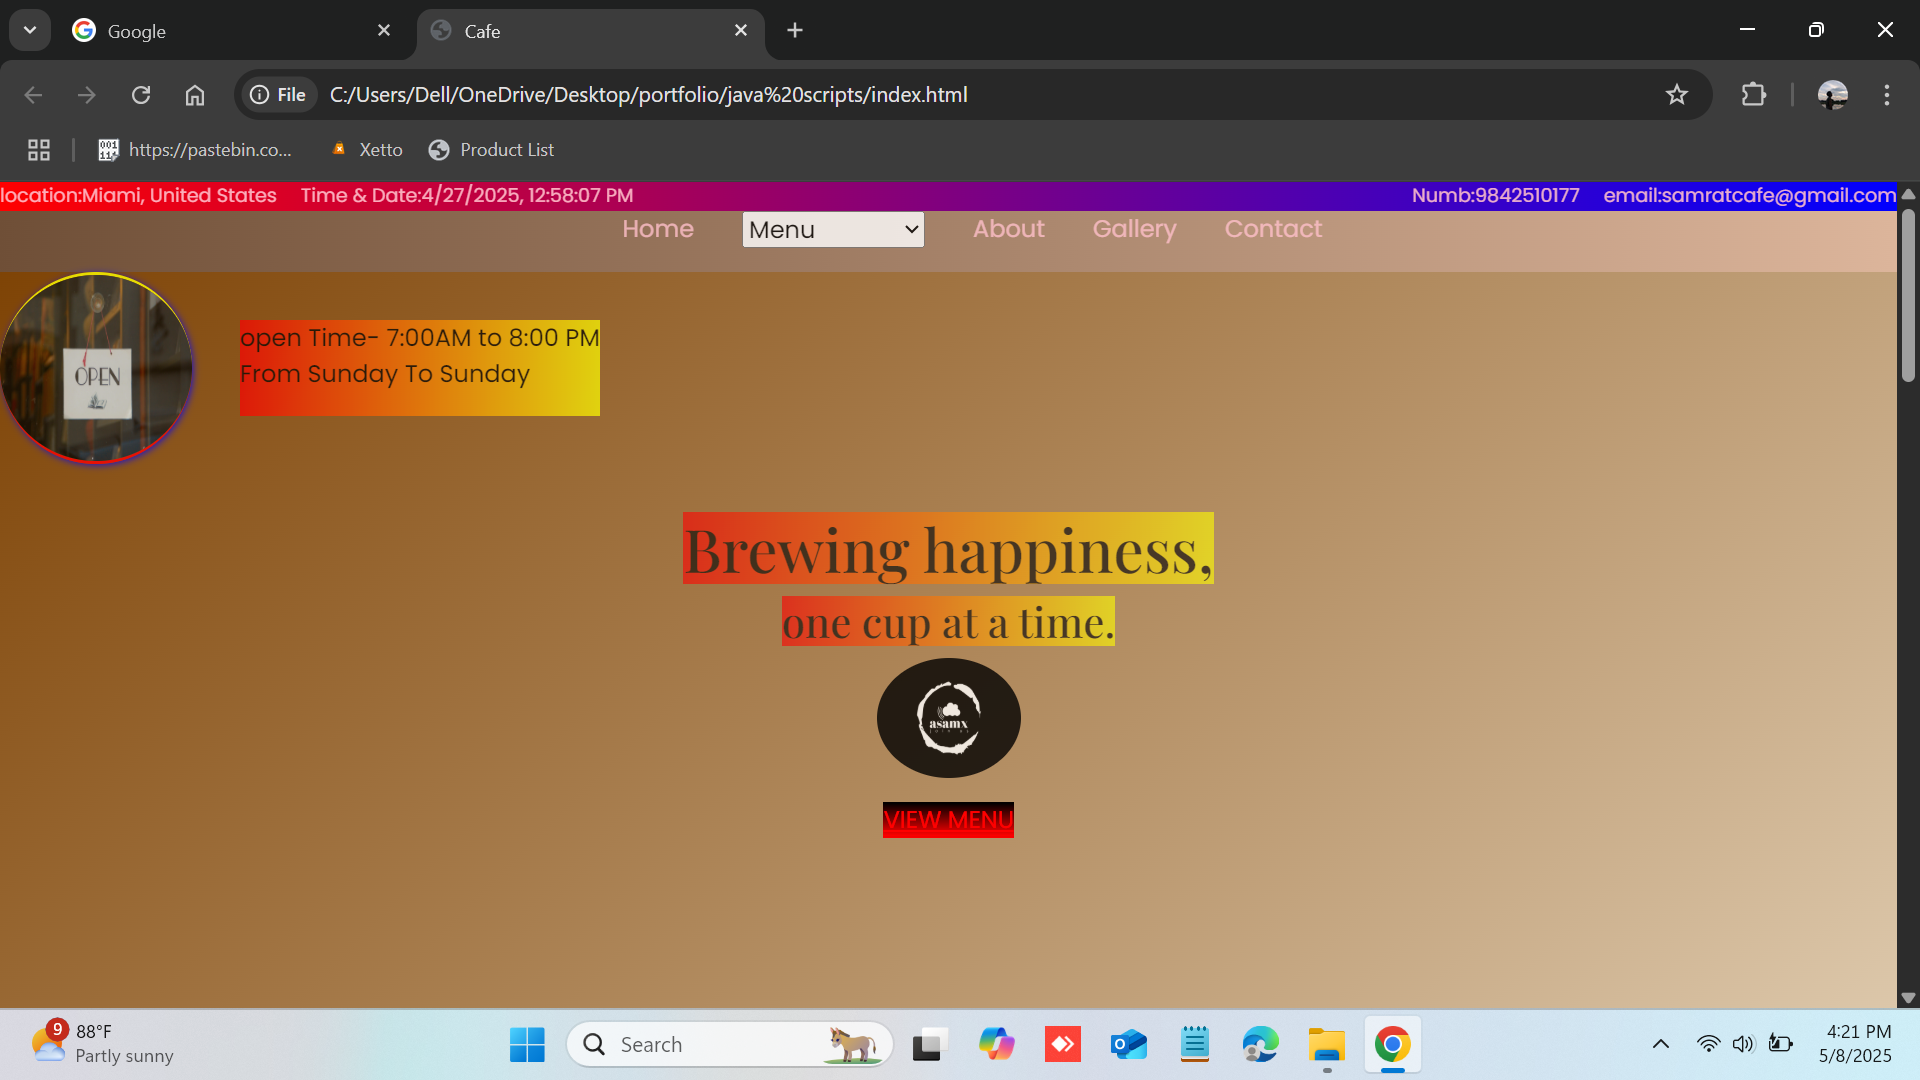 Google
Cafe
File
C:/Users/Dell/OneDrive/Desktop/portfolio/java%20scripts/index.html
https://pastebin.co...
Xetto
Product List
location:Miami, United States
Time & Date:4/27/2025, 12:58:07 PM
Numb:9842510177
email:samratcafe@gmail.com
Home
Menu
About
Gallery
Contact
OPEN
open Time- 7:00AM to 8:00 PM
From Sunday To Sunday
Brewing happiness,
one cup at a time.
asamx
VIEW MENU
9
88°F
Partly sunny
Search
4:21 PM
5/8/2025